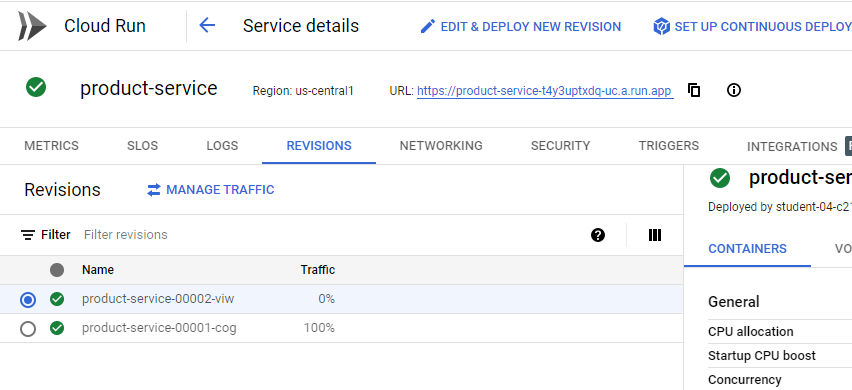 Cloud Run
Service details
EDIT & DEPLOY NEW REVISION
SET UP CONTINUOUS DEPLOY
product-service
Region: us-central1
URL: https://product-service-t4y3uptxdq-uc.a.run.app
METRICS SLOS LOGS REVISIONS NETWORKING SECURITY TRIGGERS INTEGRATIONS
Revisions
MANAGE TRAFFIC
Filter Filter revisions
Name Traffic
product-service-00002-viw 0%
product-service-00001-cog 100%
product-ser
Deployed by student-04-c21
CONTAINERS VO
General
CPU allocation
Startup CPU boost
Concurrency